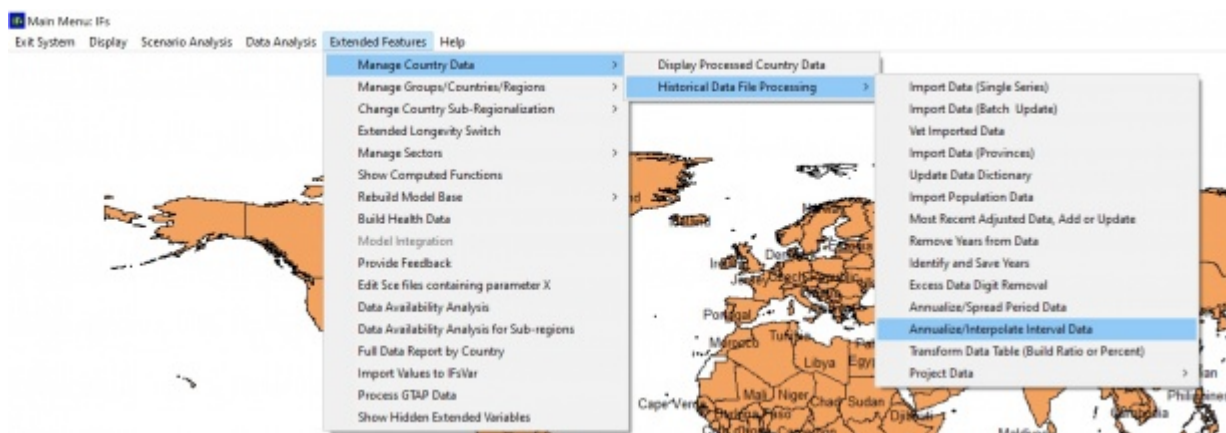 Main Menu: IFs
Exit System Display Scenario Analysis Data Analysis Extended Features Help
Manage Country Data
Manage Groups/Countries/Regions
Change Country Sub-Regionalization
Extended Longevity Switch
Manage Sectors
Show Computed Functions
Rebuild Model Base
Build Health Data
Model Integration
Provide Feedback
Edit Sce files containing parameter X
Data Availability Analysis
Data Availability Analysis for Sub-regions
Full Data Report by Country
Import Values to IFsVar
Process GTAP Data
Show Hidden Extended Variables
Display Processed Country Data
Historical Data File Processing
Import Data (Single Series)
Import Data (Batch Update)
Vet Imported Data
Import Data (Provinces)
Update Data Dictionary
Import Population Data
Most Recent Adjusted Data, Add or Update
Remove Years from Data
Identify and Save Years
Excess Data Digit Removal
Annualize/Spread Period Data
Annualize/Interpolate Interval Data
Transform Data Table (Build Ratio or Percent)
Project Data
Morocco
Libya
Cape Verde
Mali Niger Chad Sudan